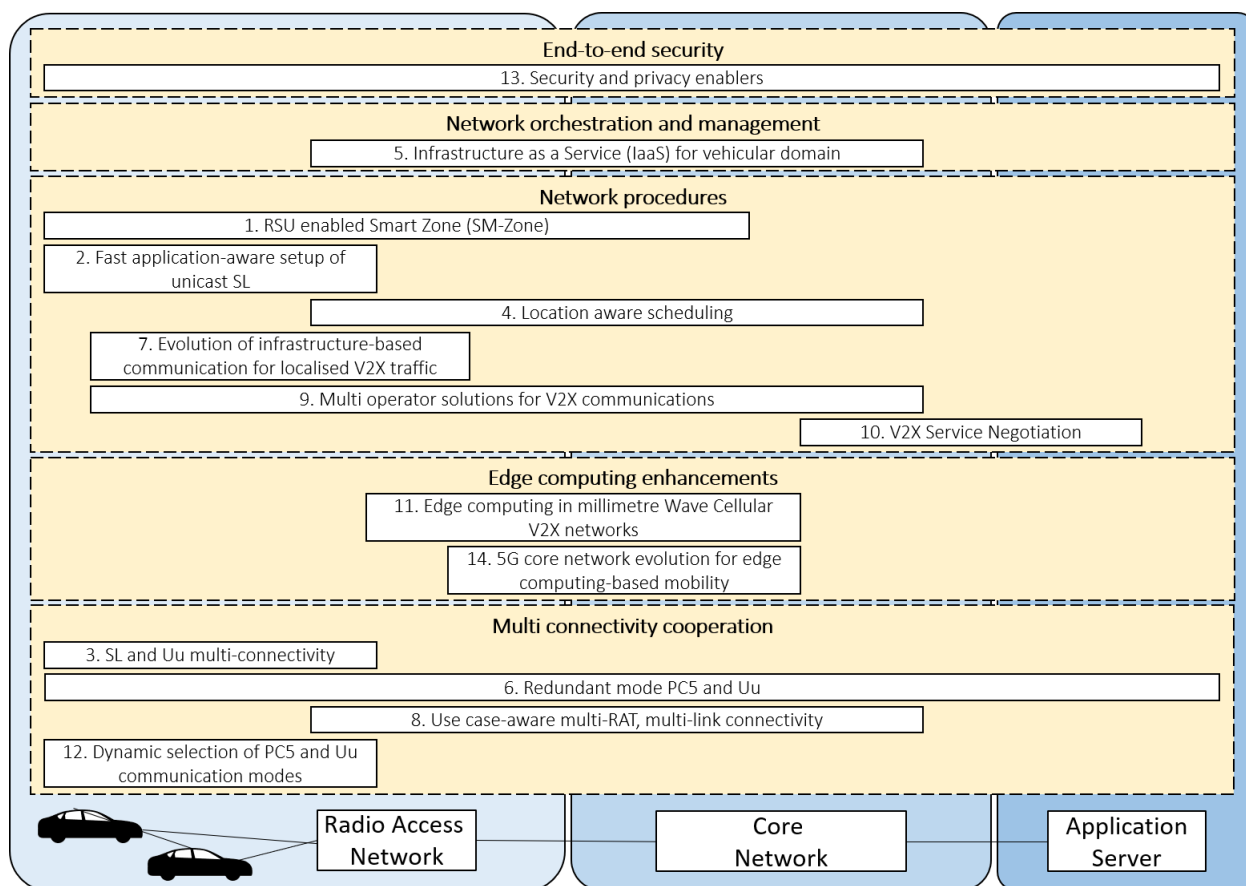 End-to-end security
13. Security and privacy enablers
Network orchestration and management
5. Infrastructure as a Service (IaaS) for vehicular domain
Network procedures
1. RSU enabled Smart Zone (SM-Zone)
2. Fast application-aware setup of
unicast SL
4. Location aware scheduling
7. Evolution of infrastructure-based
communication for localised V2X traffic
9. Multi operator solutions for V2X communications
10. V2X Service Negotiation
Edge computing enhancements
11. Edge computing in millimetre Wave Cellular
V2X networks
14. 5G core network evolution for edge
computing-based mobility
Multi connectivity cooperation
3. SL and Uu multi-connectivity
6. Redundant mode PC5 and Uu
8. Use case-aware multi-RAT, multi-link connectivity
12. Dynamic selection of PC5 and Uu
communication modes
Radio Access
Network
Core
Network
Application
Server